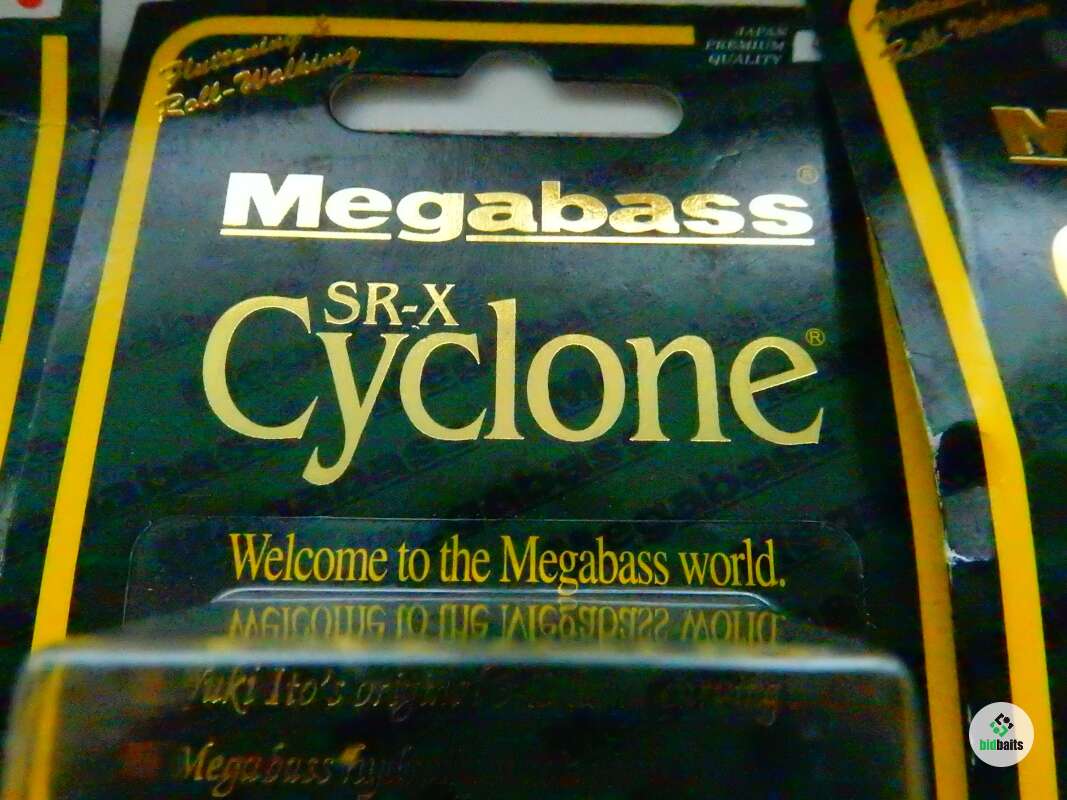 Fluttering &
Roll-Walking
JAPAN
PREMIUM
QUALITY
Megabass®
SR-X
Cyclone®
Welcome to the Megabass world.
Yuki Ito's
Megabass
bidbaits